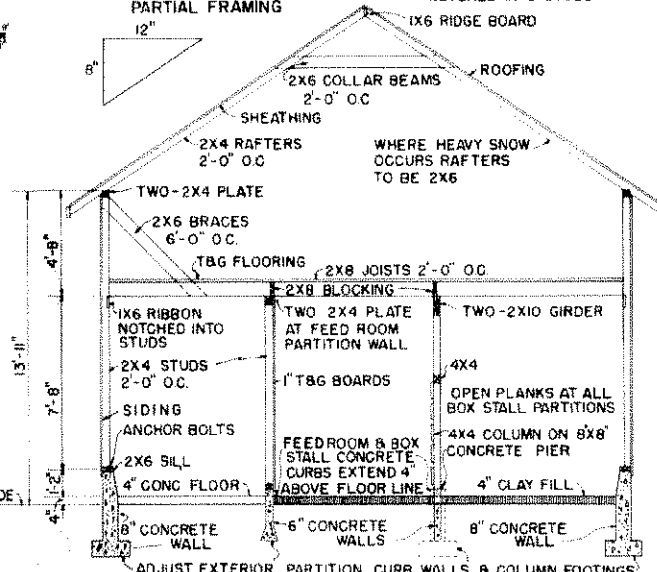 PARTIAL FRAMING
12"
8"
1X6 RIDGE BOARD
2X6 COLLAR BEAMS
2'-0" O.C
ROOFING
SHEATHING
2X4 RAFTERS
2'-0" O.C
WHERE HEAVY SNOW
OCCURS RAFTERS
TO BE 2X6
TWO-2X4 PLATE
2X6 BRACES
6'-0" O.C.
T&G FLOORING
2X8 JOISTS 2'-0" O.C.
2X8 BLOCKING
1X6 RIBBON
NOTCHED INTO
STUDS
TWO 2X4 PLATE
AT FEED ROOM
PARTITION WALL
TWO-2X10 GIRDER
2X4 STUDS
2'-0" O.C.
1" T&G BOARDS
4X4
OPEN PLANKS AT ALL
BOX STALL PARTITIONS
SIDING
ANCHOR BOLTS
2X6 SILL
4" CONC FLOOR
FEEDROOM & BOX
STALL CONCRETE
CURBS EXTEND 4"
ABOVE FLOOR LINE
4X4 COLUMN ON 8"X8"
CONCRETE PIER
4" CLAY FILL
8" CONCRETE
WALL
6" CONCRETE
WALLS
8" CONCRETE
WALL
ADJUST EXTERIOR, PARTITION, CURB WALLS, & COLUMN FOOTINGS
13'-11"
4'-8"
7'-8"
1'-2"
4"